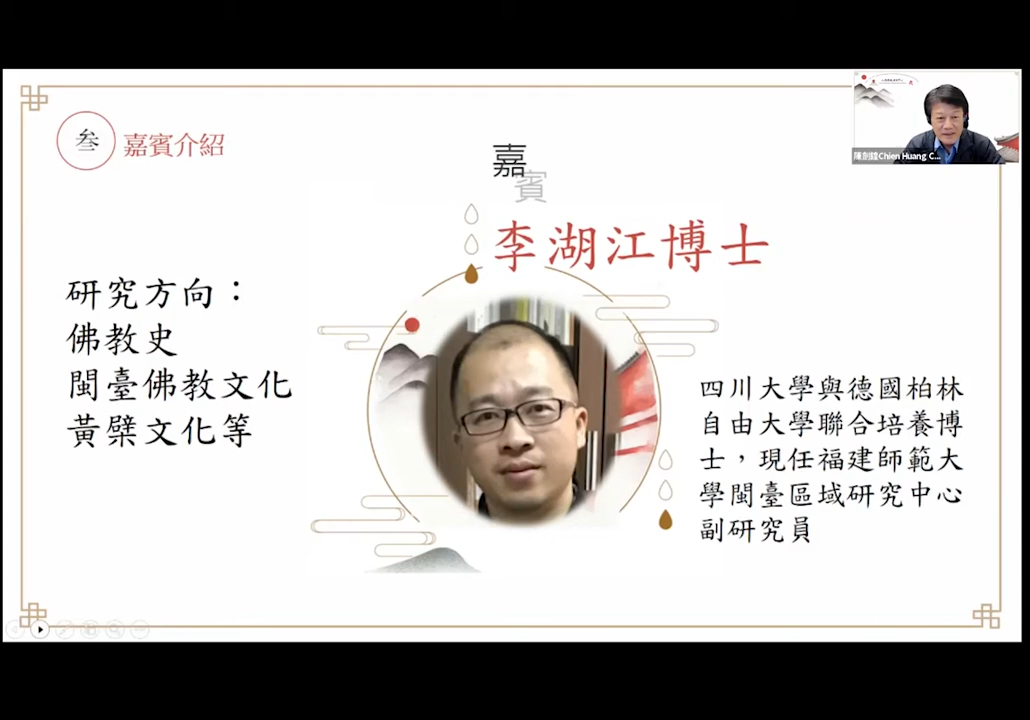 叁
嘉賓介紹
嘉
賓
李湖江博士
研究方向：
佛教史
閩臺佛教文化
黃檗文化等
四川大學與德國柏林
自由大學聯合培養博
士，現任福建師範大
學閩臺區域研究中心
副研究員
Chien Huang C...